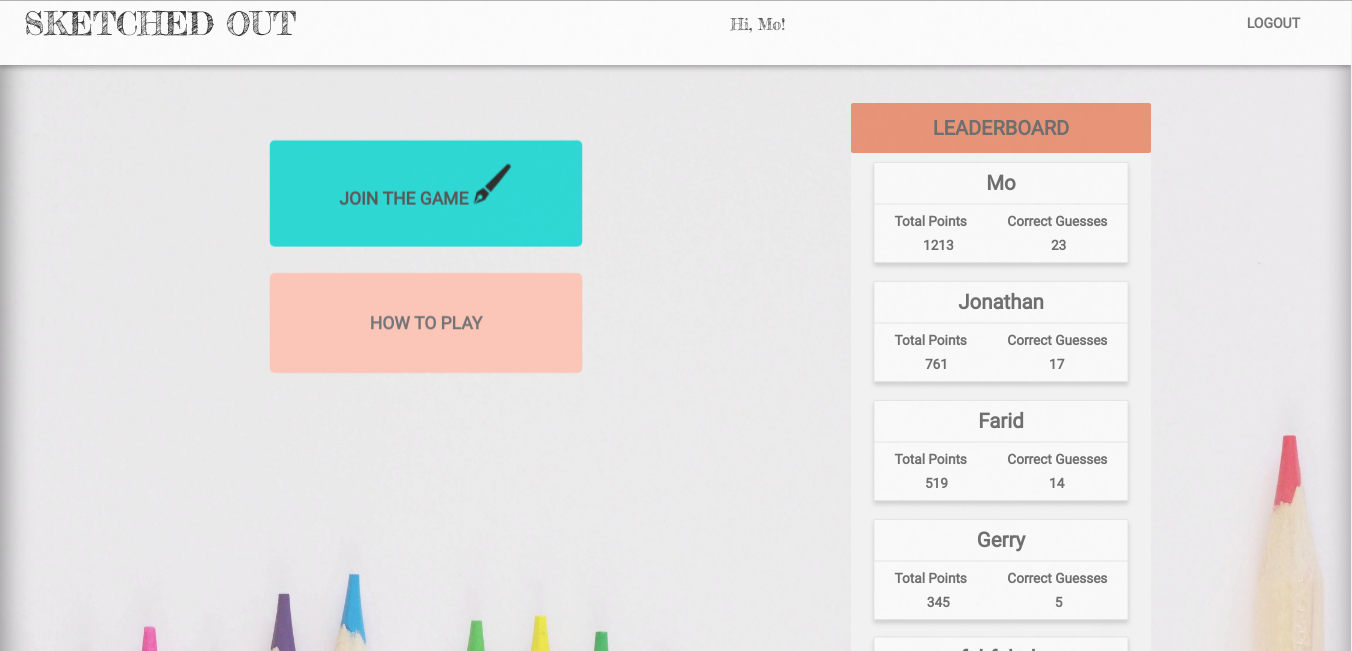 SKETCHED OUT
Hi, Mo!
LOGOUT
JOIN THE GAME
HOW TO PLAY
LEADERBOARD
Mo
Total Points Correct Guesses
1213 23
Jonathan
Total Points Correct Guesses
761 17
Farid
Total Points Correct Guesses
519 14
Gerry
Total Points Correct Guesses
345 5